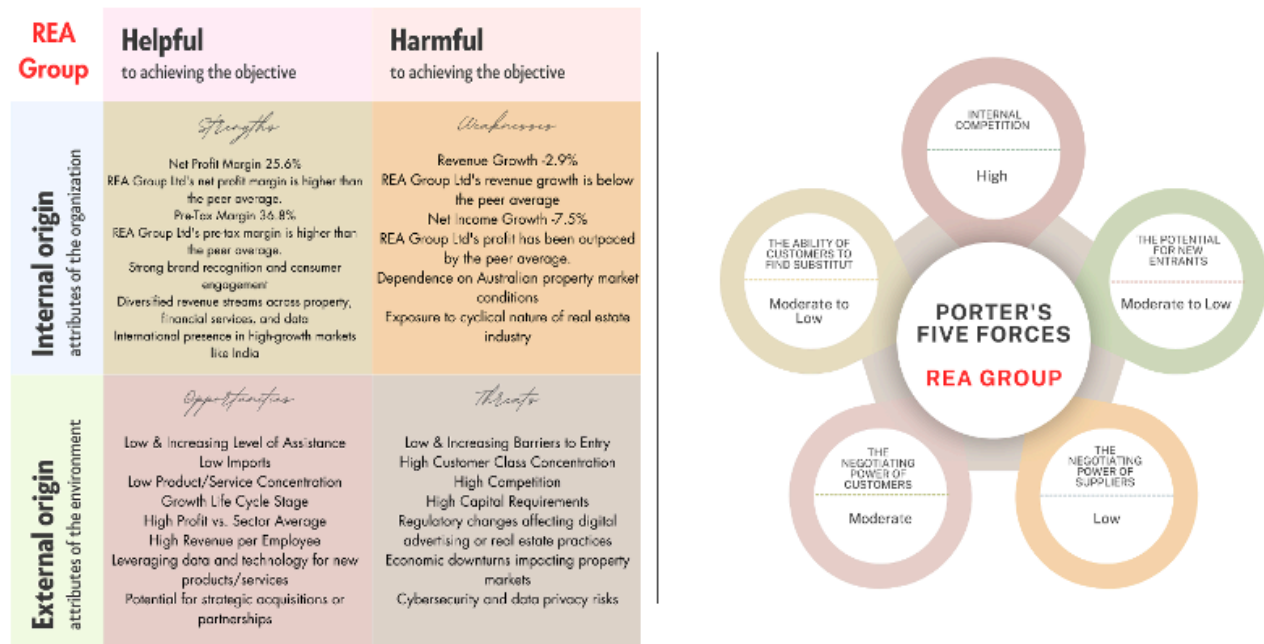 REA
Group
Helpful
to achieving the objective
Harmful
to achieving the objective
Internal origin
attributes of the organization
Strengths
Net Profit Margin 25.6%
REA Group Ltd's net profit margin is higher than
the peer average.
Pre-Tax Margin 36.8%
REA Group Ltd's pre-tax margin is higher than
the peer average.
Strong brand recognition and consumer
engagement
Diversified revenue streams across property,
financial services, and data
International presence in high-growth markets
like India
Weaknesses
Revenue Growth -2.9%
REA Group Ltd's revenue growth is below
the peer average
Net Income Growth -7.5%
REA Group Ltd's profit has been outpaced
by the peer average.
Dependence on Australian property market
conditions
Exposure to cyclical nature of real estate
industry
External origin
attributes of the environment
Opportunities
Low & Increasing Level of Assistance
Low Imports
Low Product/Service Concentration
Growth Life Cycle Stage
High Profit vs. Sector Average
High Revenue per Employee
Leveraging data and technology for new
products/services
Potential for strategic acquisitions or
partnerships
Threats
Low & Increasing Barriers to Entry
High Customer Class Concentration
High Competition
High Capital Requirements
Regulatory changes affecting digital
advertising or real estate practices
Economic downturns impacting property
markets
Cybersecurity and data privacy risks
INTERNAL
COMPETITION
High
THE ABILITY OF
CUSTOMERS TO
FIND SUBSTITUT
Moderate to
Low
THE POTENTIAL
FOR NEW
ENTRANTS
Moderate to Low
PORTER'S
FIVE FORCES
REA GROUP
THE
NEGOTIATING
POWER OF
CUSTOMERS
Moderate
THE
NEGOTIATING
POWER OF
SUPPLIERS
Low